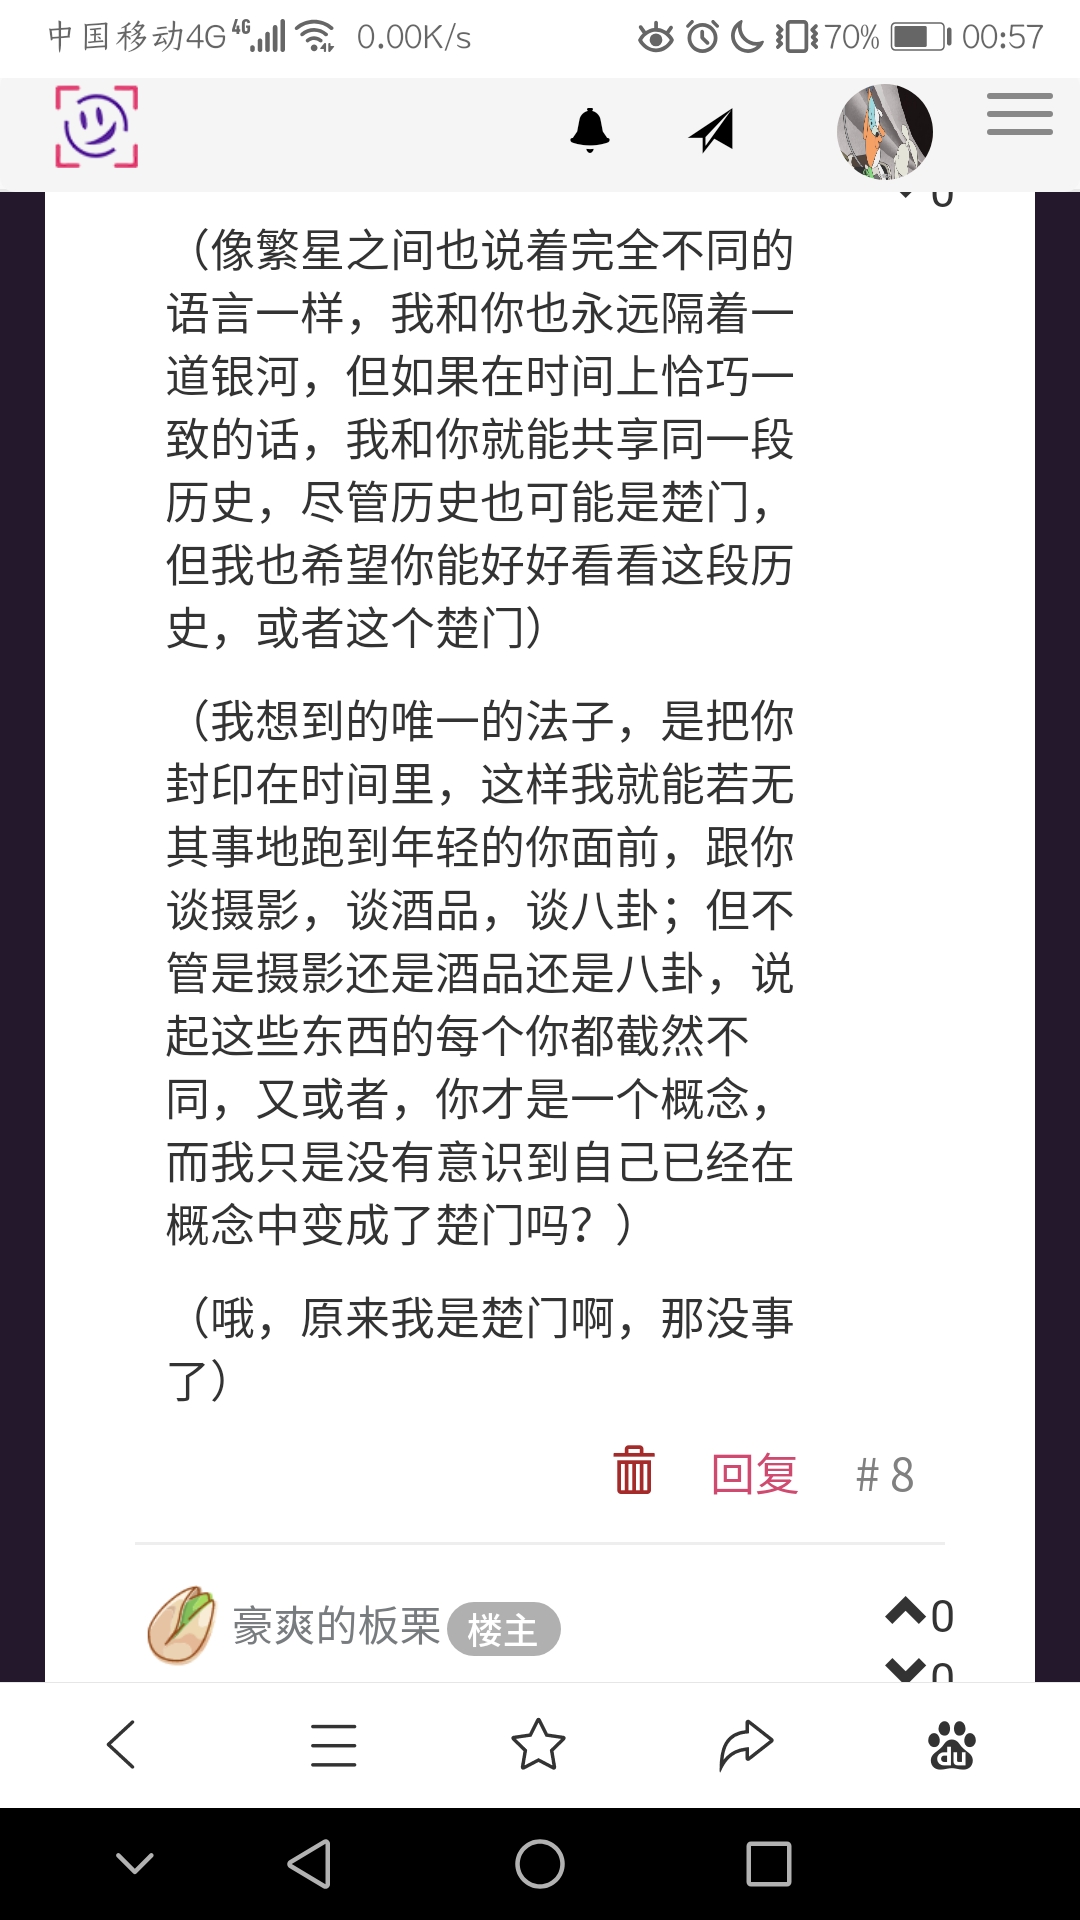 中国移动4G 4G 0.00K/s 70% 00:57
0
（像繁星之间也说着完全不同的
语言一样，我和你也永远隔着一
道银河，但如果在时间上恰巧一
致的话，我和你就能共享同一段
历史，尽管历史也可能是楚门，
但我也希望你能好好看看这段历
史，或者这个楚门）
（我想到的唯一的法子，是把你
封印在时间里，这样我就能若无
其事地跑到年轻的你面前，跟你
谈摄影，谈酒品，谈八卦；但不
管是摄影还是酒品还是八卦，说
起这些东西的每个你都截然不
同，又或者，你才是一个概念，
而我只是没有意识到自己已经在
概念中变成了楚门吗？）
（哦，原来我是楚门啊，那没事
了）
回复 # 8
豪爽的板栗 楼主 0
0
du